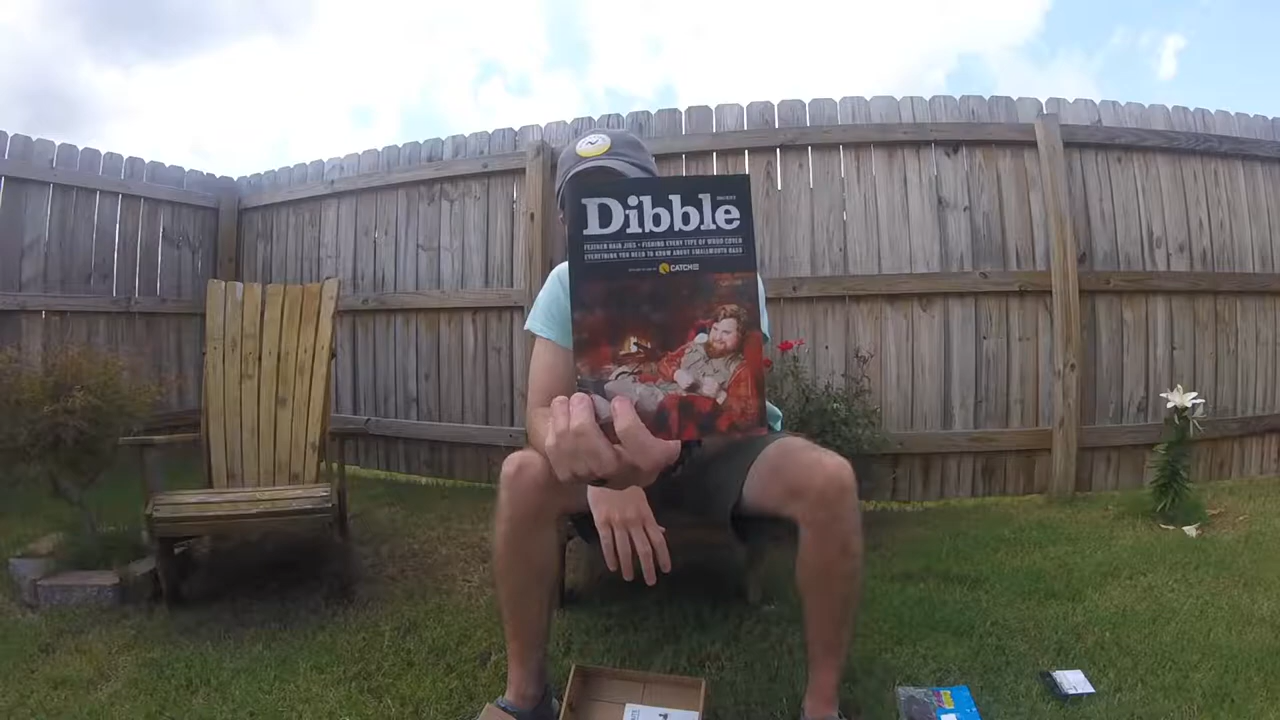 Dibble
FEATHER HAIR JIGS • FISHING EVERY TYPE OF WOOD COVER
EVERYTHING YOU NEED TO KNOW ABOUT SMALLMOUTH BASS
CATCH